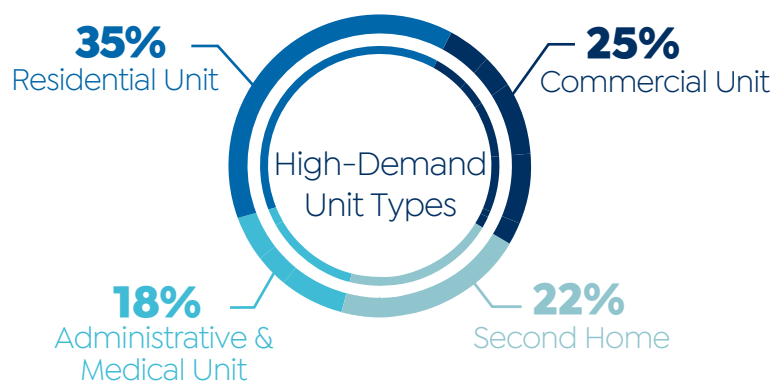 35%
Residential Unit
25%
Commercial Unit
High-Demand
Unit Types
18%
Administrative &
Medical Unit
22%
Second Home